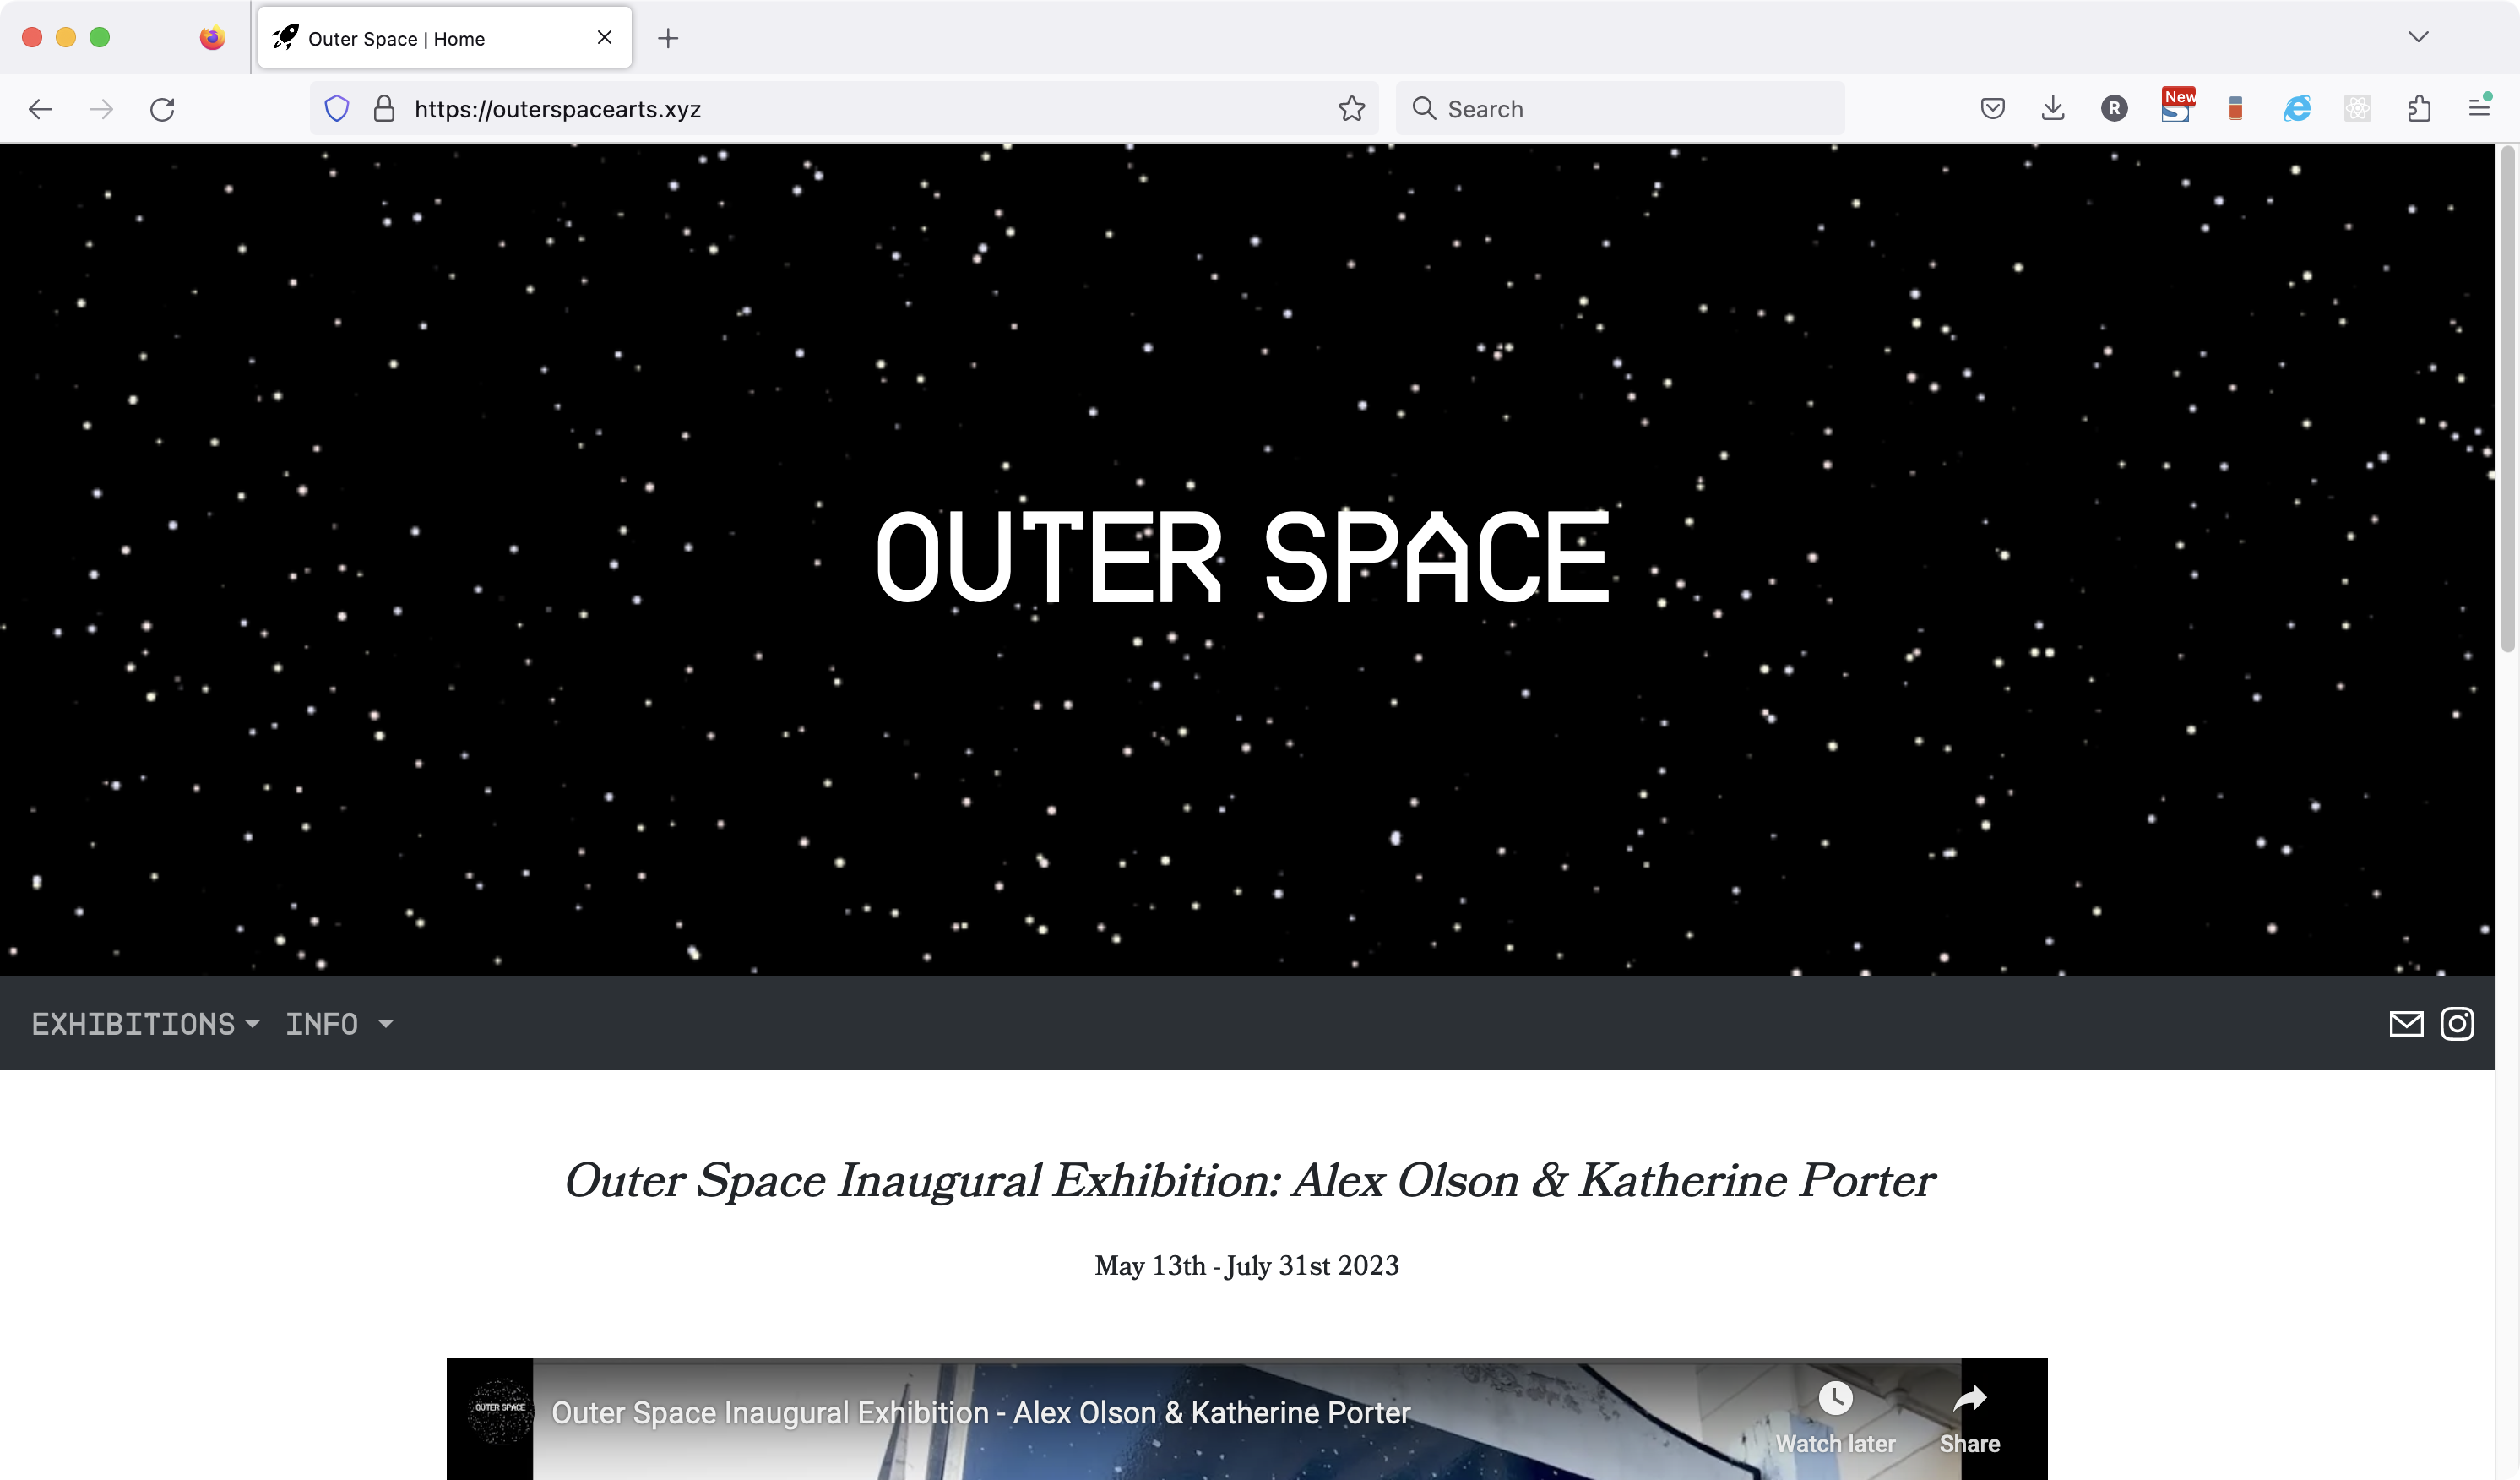 Outer Space | Home
https://outerspacearts.xyz
Search
R
New
OUTER SPACE
EXHIBITIONS
INFO
Outer Space Inaugural Exhibition: Alex Olson & Katherine Porter
May 13th - July 31st 2023
OUTER SPACE
Outer Space Inaugural Exhibition - Alex Olson & Katherine Porter
Watch later
Share